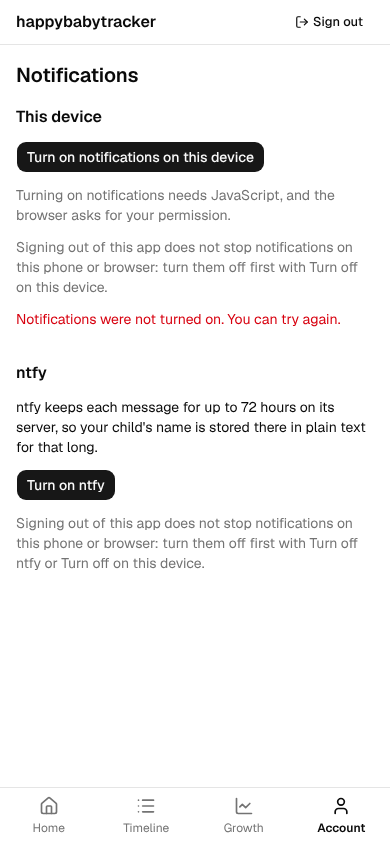 happybabytracker
Sign out
Notifications
This device
Turn on notifications on this device
Turning on notifications needs JavaScript, and the
browser asks for your permission.
Signing out of this app does not stop notifications on
this phone or browser: turn them off first with Turn off
on this device.
Notifications were not turned on. You can try again.
ntfy
ntfy keeps each message for up to 72 hours on its
server, so your child's name is stored there in plain text
for that long.
Turn on ntfy
Signing out of this app does not stop notifications on
this phone or browser: turn them off first with Turn off
ntfy or Turn off on this device.
Home
Timeline
Growth
Account